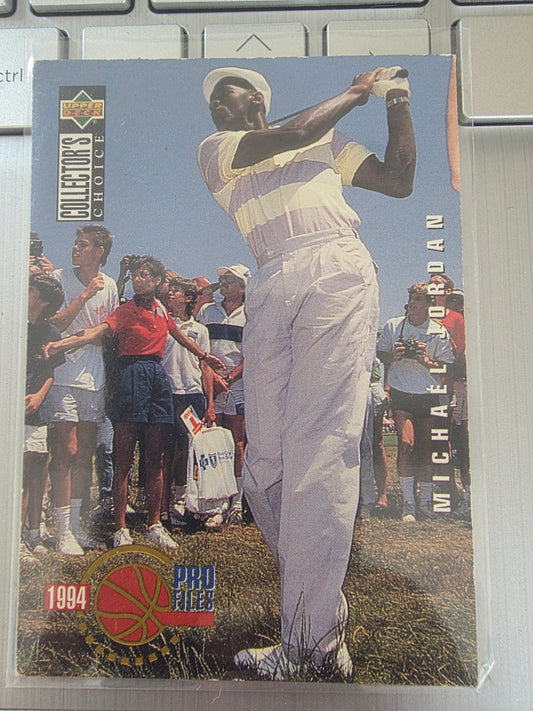 ctrl
UPPER
DECK
COLLECTOR'S
CHOICE
MICHAEL JORDAN
1994
PRO
FILES